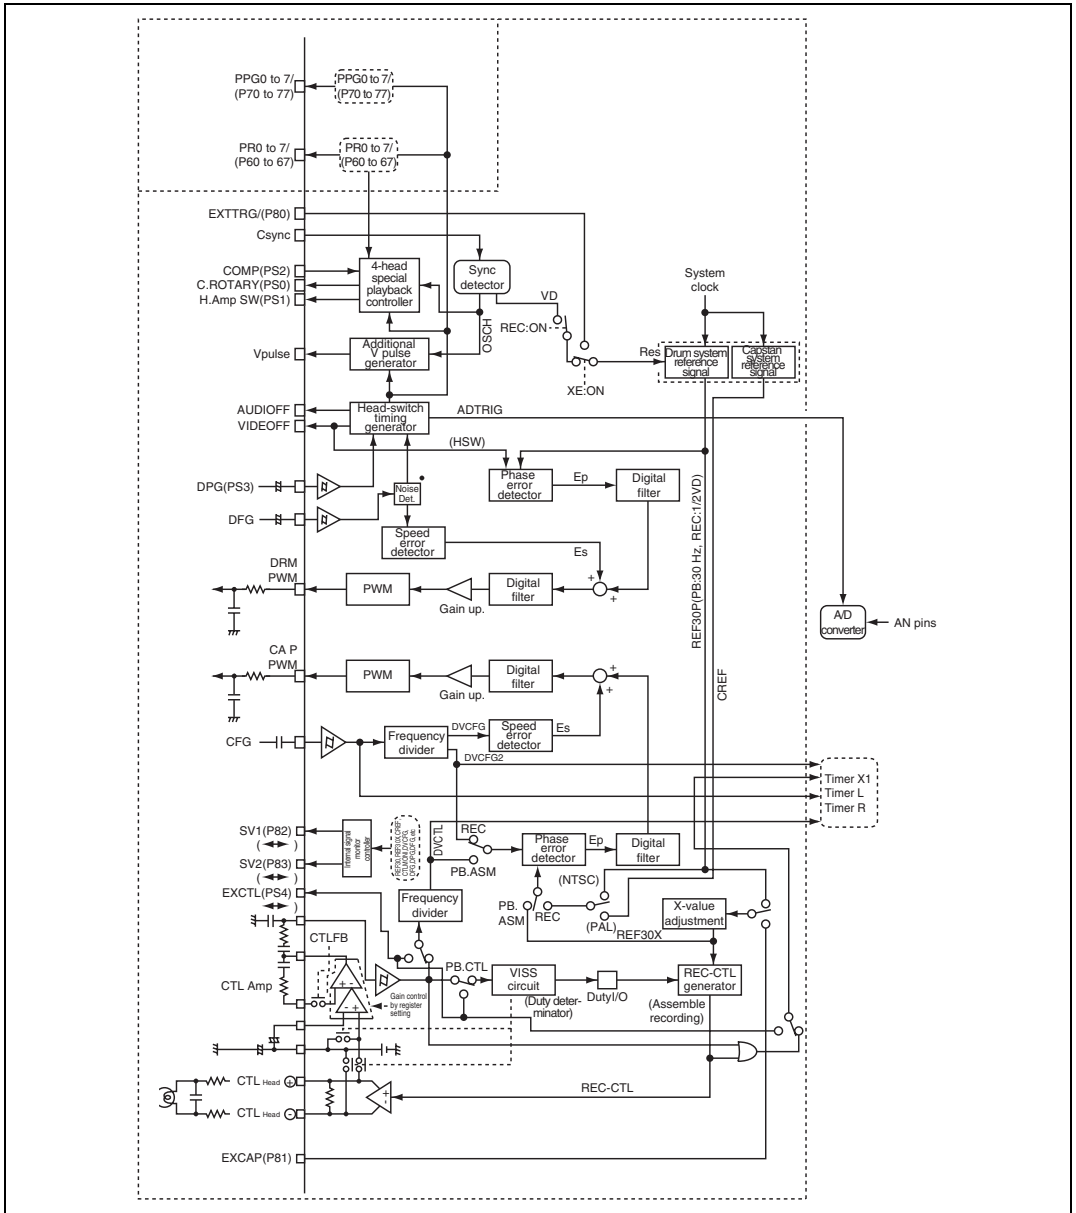 PPG0 to 7/
(P70 to 77)
PPG0 to 7/
(P70 to 77)
PR0 to 7/
(P60 to 67)
PR0 to 7/
(P60 to 67)
EXTTRG/(P80)
Csync
COMP(PS2)
C.ROTARY(PS0)
H.Amp SW(PS1)
4-head
special
playback
controller
Sync
detector
System
clock
VD
REC:ON
OSCH
Vpulse
Additional
V pulse
generator
Res
Drum system
reference
signal
Capstan
system
reference
signal
XE:ON
AUDIOFF
VIDEOFF
Head-switch
timing
generator
ADTRIG
(HSW)
DPG(PS3)
Noise
Det.
Phase
error
detector
Ep
Digital
filter
DFG
Speed
error
detector
Es
REF30P(PB:30 Hz, REC:1/2VD)
DRM
PWM
PWM
Gain up.
Digital
filter
+
+
A/D
converter
AN pins
CA P
PWM
PWM
Gain up.
Digital
filter
+
+
CREF
CFG
Frequency
divider
DVCFG
Speed
error
detector
Es
DVCFG2
Timer X1
Timer L
Timer R
SV1(P82)
( )
SV2(P83)
( )
Internal signal
monitor
controller
REF30, REF30X, CREF,
CTLMON, DVCFG,
DFG, DPG, DFG, etc
DVCTL
REC
PB.ASM
Phase
error
detector
Ep
Digital
filter
EXCTL(PS4)
( )
Frequency
divider
(NTSC)
PB.
ASM
REC
(PAL)
REF30X
X-value
adjustment
CTLFB
CTL Amp
+ -
- +
Gain control
by register
setting
PB.CTL
VISS
circuit
(Duty deter-
minator)
DutyI/O
REC-CTL
generator
(Assemble
recording)
CTL Head +
CTL Head -
+
-
REC-CTL
EXCAP(P81)